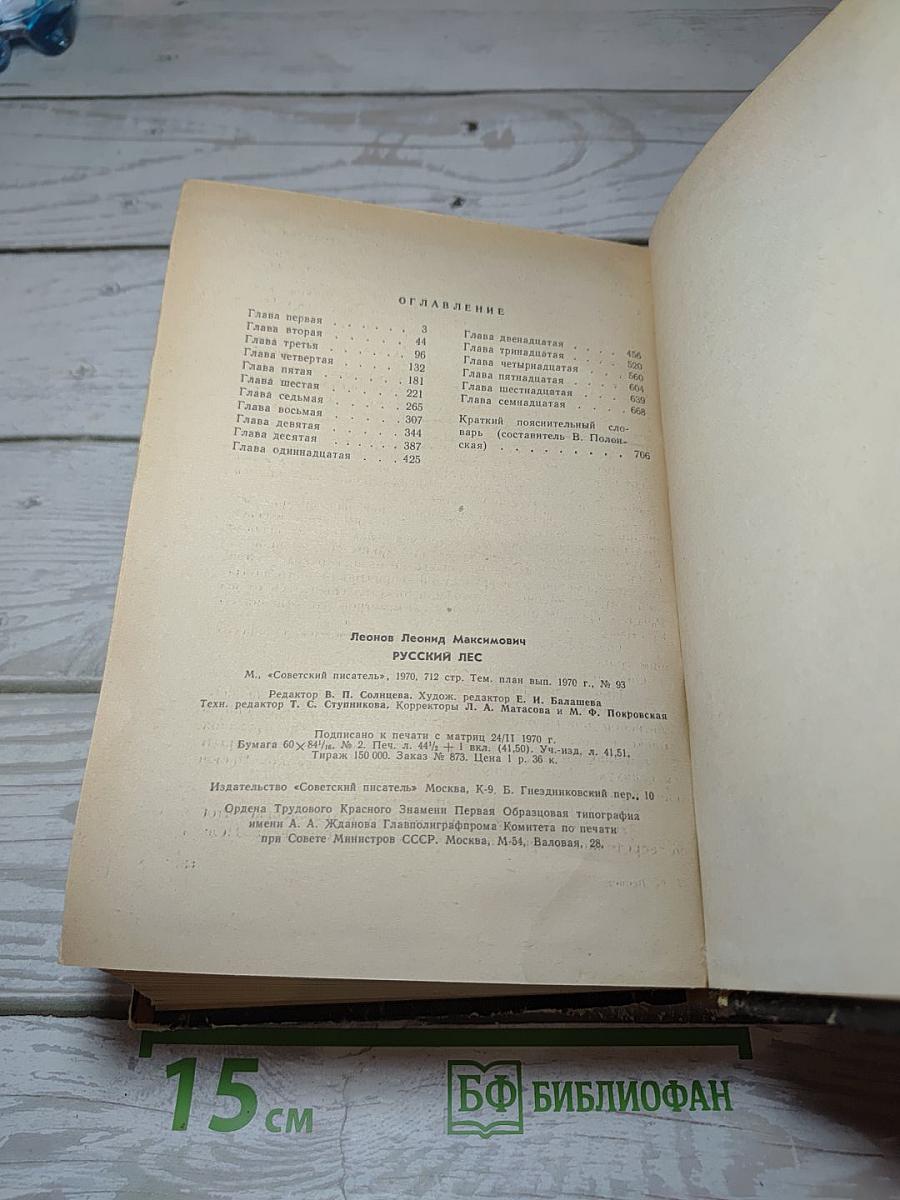 ОГЛАВЛЕНИЕ
Глава первая . . . . . . 3
Глава вторая . . . . . . 44
Глава третья . . . . . . 96
Глава четвертая . . . . . 132
Глава пятая . . . . . . 181
Глава шестая . . . . . . 221
Глава седьмая . . . . . 265
Глава восьмая . . . . . 307
Глава девятая . . . . . 344
Глава десятая . . . . . 387
Глава одиннадцатая . . . 425
Глава двенадцатая . . . . 456
Глава тринадцатая . . . . 520
Глава четырнадцатая . . . 560
Глава пятнадцатая . . . . 604
Глава шестнадцатая . . . . 639
Глава семнадцатая . . . . 668
Краткий пояснительный сло-
варь (составитель В. Полон-
ская) . . . . . . . . . 706
Леонов Леонид Максимович
РУССКИЙ ЛЕС
М., «Советский писатель», 1970, 712 стр. Тем. план вып. 1970 г., № 93
Редактор В. П. Солнцева. Худож. редактор Е. И. Балашева
Техн. редактор Т. С. Ступникова. Корректоры Л. А. Матасова и М. Ф. Покровская
Подписано к печати с матриц 24/II 1970 г.
Бумага 60×84¹/₁₆. № 2. Печ. л. 44¹/₂ + 1 вкл. (41,50). Уч.-изд. л. 41,51.
Тираж 150 000. Заказ № 873. Цена 1 р. 36 к.
Издательство «Советский писатель» Москва, К-9, Б. Гнездниковский пер., 10
Ордена Трудового Красного Знамени Первая Образцовая типография
имени А. А. Жданова Главполиграфпрома Комитета по печати
при Совете Министров СССР. Москва, М-54, Валовая, 28.
15 см
БФ БИБЛИОФАН